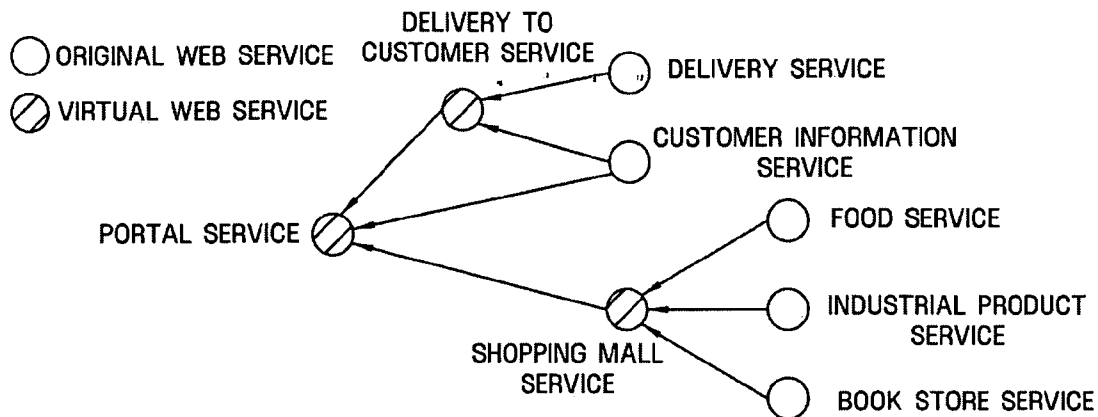 DELIVERY TO
CUSTOMER SERVICE
ORIGINAL WEB SERVICE
VIRTUAL WEB SERVICE
DELIVERY SERVICE
CUSTOMER INFORMATION
SERVICE
PORTAL SERVICE
FOOD SERVICE
INDUSTRIAL PRODUCT
SERVICE
SHOPPING MALL
SERVICE
BOOK STORE SERVICE